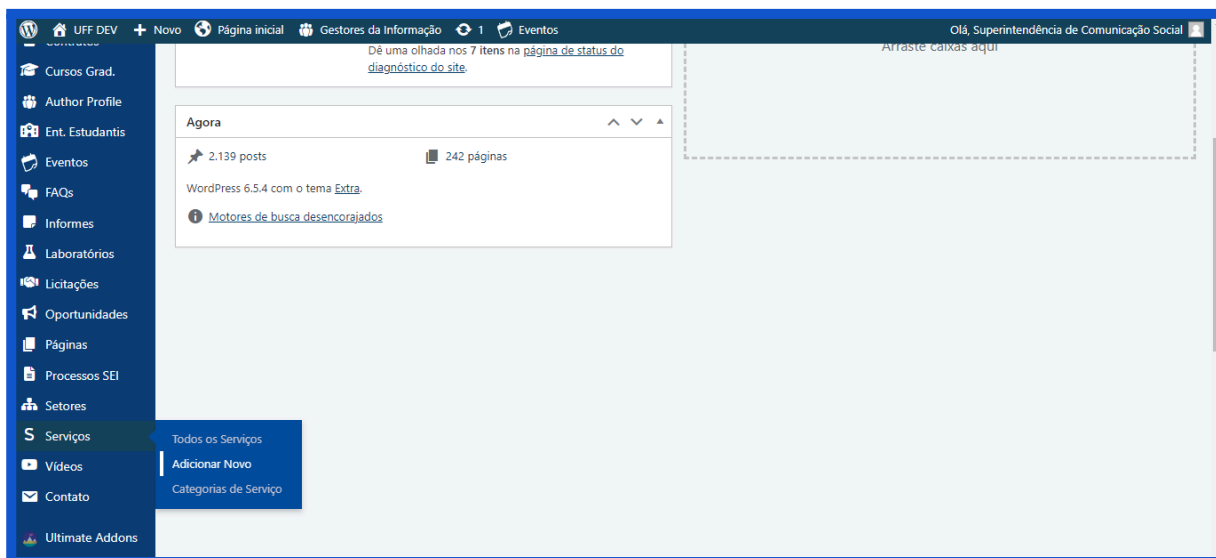 UFF DEV Novo Página inicial Gestores da Informação 1 Eventos Olá, Superintendência de Comunicação Social
Contratos
Cursos Grad.
Author Profile
Ent. Estudantis
Eventos
FAQs
Informes
Laboratórios
Licitações
Oportunidades
Páginas
Processos SEI
Setores
S Serviços
Vídeos
Contato
Ultimate Addons
Todos os Serviços
Adicionar Novo
Categorias de Serviço
Dê uma olhada nos 7 itens na página de status do
diagnóstico do site.
Agora
2.139 posts 242 páginas
WordPress 6.5.4 com o tema Extra.
Motores de busca desencorajados
Arraste caixas aqui